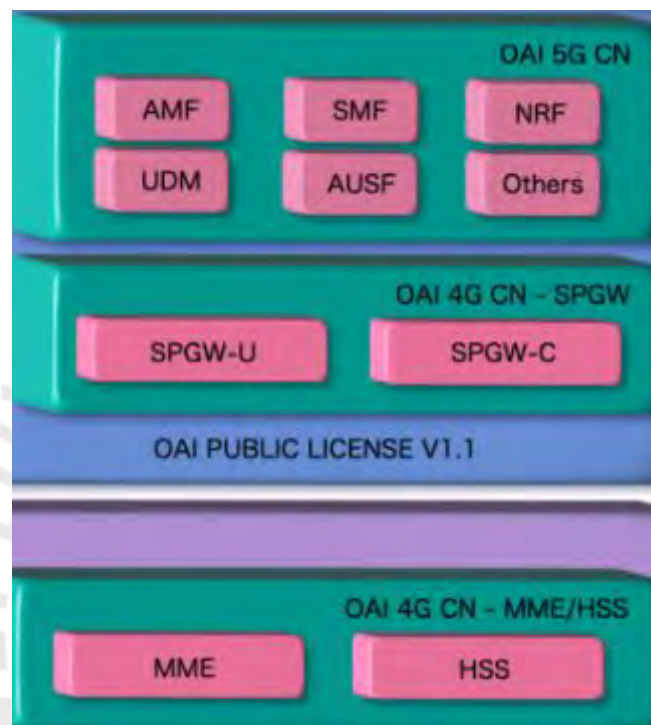 OAI 5G CN
AMF SMF NRF
UDM AUSF Others
OAI 4G CN - SPGW
SPGW-U SPGW-C
OAI PUBLIC LICENSE V1.1
OAI 4G CN - MME/HSS
MME HSS